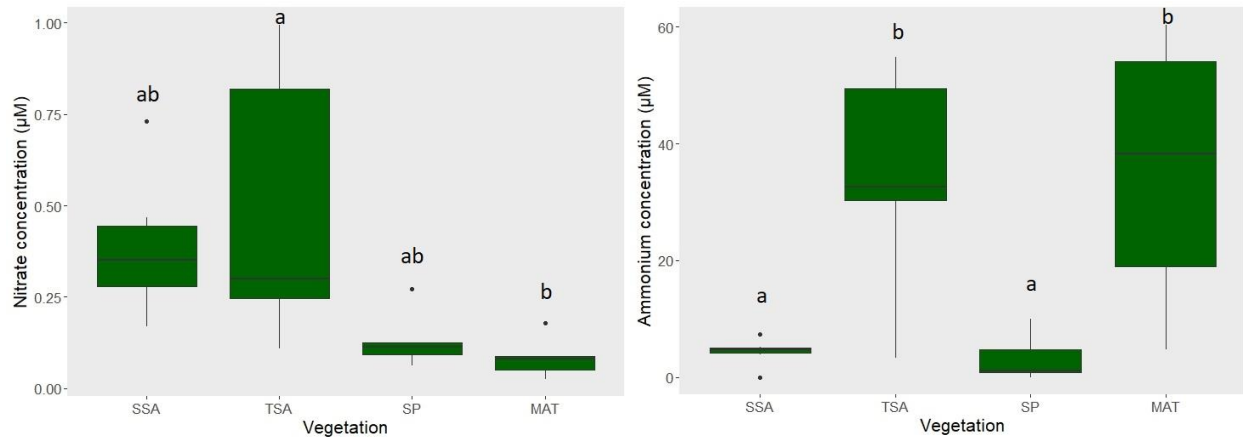 Nitrate concentration (µM)
1.00
0.75
0.50
0.25
0.00
ab
a
ab
b
SSA
TSA
SP
MAT
Vegetation
Ammonium concentration (µM)
60
40
20
0
a
b
a
b
SSA
TSA
SP
MAT
Vegetation